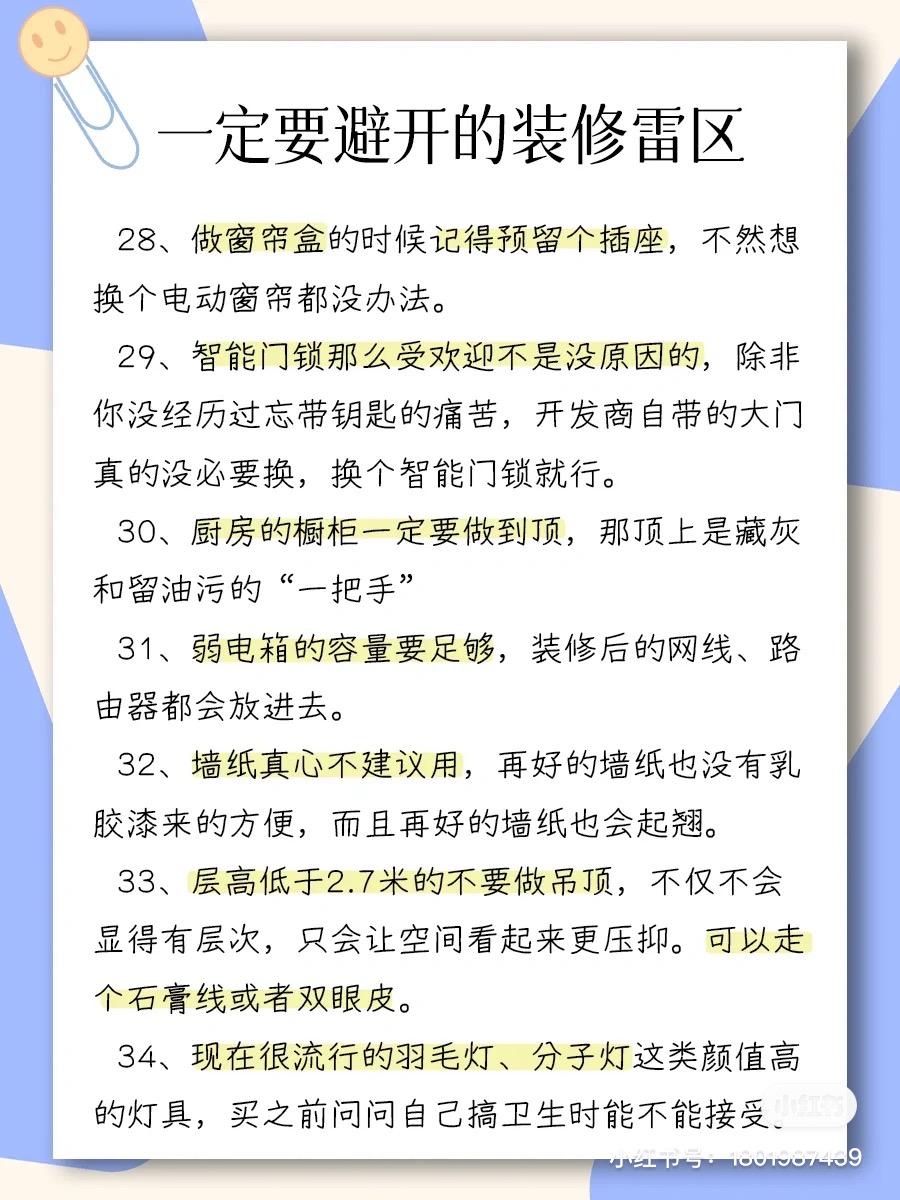 一定要避开的装修雷区
28、做窗帘盒的时候记得预留个插座，不然想
换个电动窗帘都没办法。
29、智能门锁那么受欢迎不是没原因的，除非
你没经历过忘带钥匙的痛苦，开发商自带的大门
真的没必要换，换个智能门锁就行。
30、厨房的橱柜一定要做到顶，那顶上是藏灰
和留油污的“一把手”
31、弱电箱的容量要足够，装修后的网线、路
由器都会放进去。
32、墙纸真心不建议用，再好的墙纸也没有乳
胶漆来的方便，而且再好的墙纸也会起翘。
33、层高低于2.7米的不要做吊顶，不仅不会
显得有层次，只会让空间看起来更压抑。可以走
个石膏线或者双眼皮。
34、现在很流行的羽毛灯、分子灯这类颜值高
的灯具，买之前问问自己搞卫生时能不能接受。
小红书
小红书号：1801987439